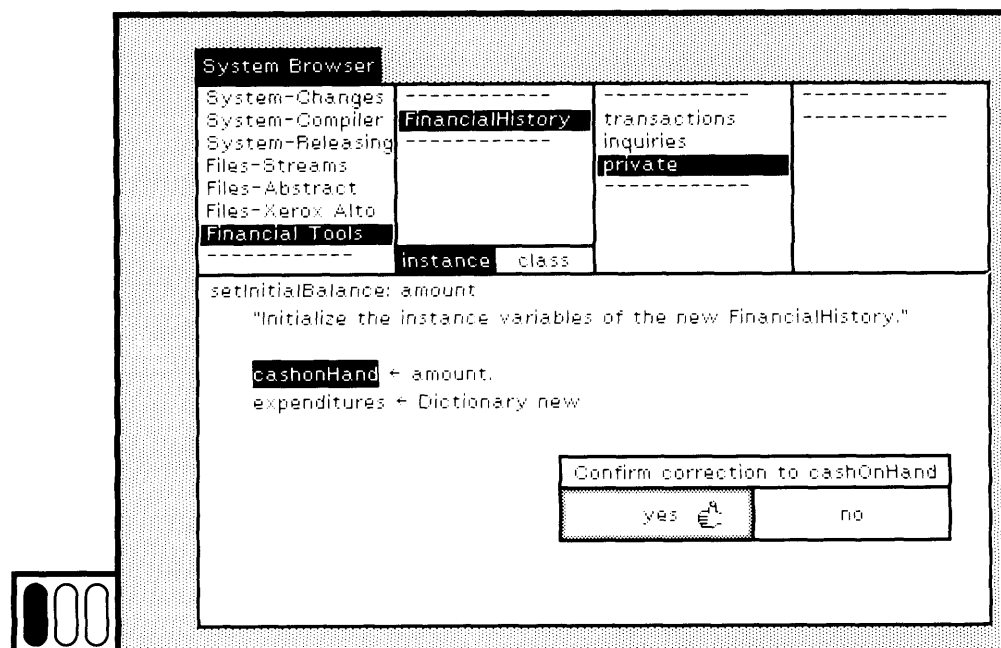 System Browser
System-Changes
System-Compiler
System-Releasing
Files-Streams
Files-Abstract
Files-Xerox Alto
Financial Tools
-------------
-------------
FinancialHistory
-------------
instance class
-------------
transactions
inquiries
private
-------------
-------------
-------------
setInitialBalance: amount
"Initialize the instance variables of the new FinancialHistory."
cashonHand ← amount.
expenditures ← Dictionary new
Confirm correction to cashOnHand
yes no